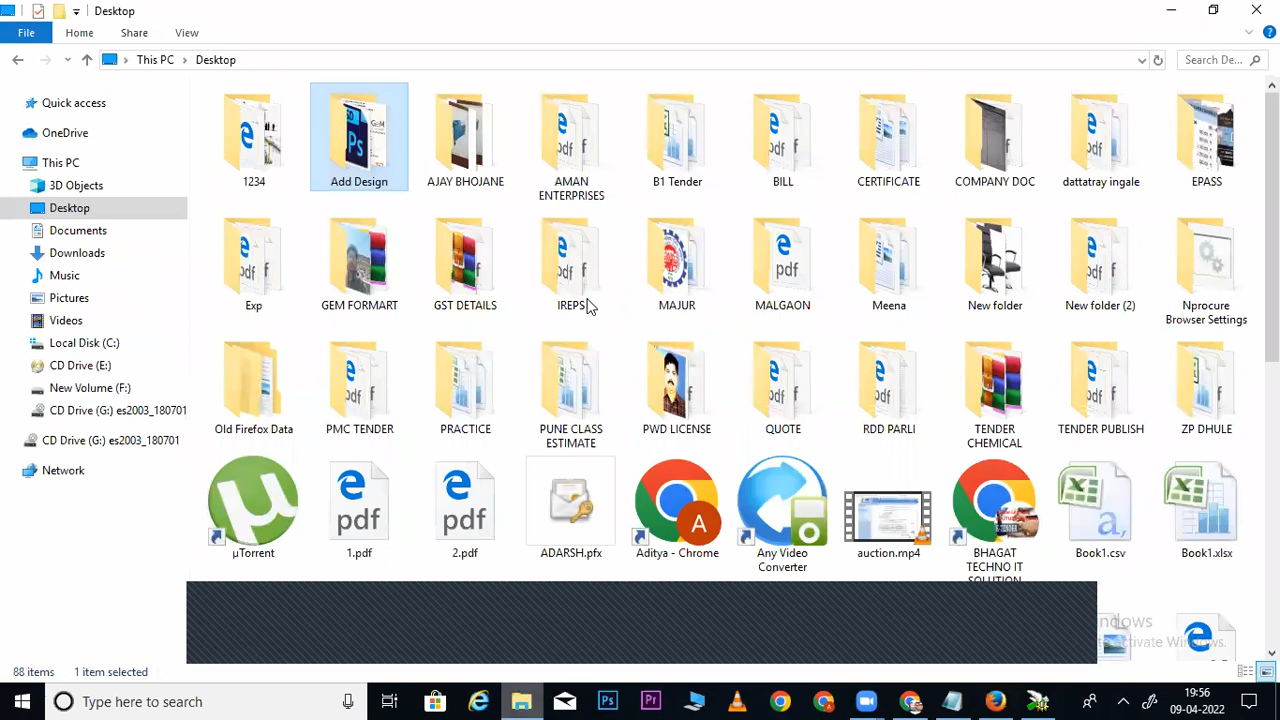 Desktop
File Home Share View
This PC > Desktop
Search De...
Quick access
OneDrive
This PC
3D Objects
Desktop
Documents
Downloads
Music
Pictures
Videos
Local Disk (C:)
CD Drive (E:)
New Volume (F:)
CD Drive (G:) es2003_180701
CD Drive (G:) es2003_180701
Network
1234
Add Design
AJAY BHOJANE
AMAN
ENTERPRISES
B1 Tender
BILL
CERTIFICATE
COMPANY DOC
dattatray ingale
EPASS
Exp
GEM FORMART
GST DETAILS
IREPS
MAJUR
MALGAON
Meena
New folder
New folder (2)
Nprocure
Browser Settings
Old Firefox Data
PMC TENDER
PRACTICE
PUNE CLASS
ESTIMATE
PWD LICENSE
QUOTE
RDD PARLI
TENDER
CHEMICAL
TENDER PUBLISH
ZP DHULE
µTorrent
1.pdf
2.pdf
ADARSH.pfx
Aditya - Chrome
Any Video
Converter
auction.mp4
BHAGAT
TECHNO IT
SOLUTION
Book1.csv
Book1.xlsx
ndows
to activate Windows.
88 items 1 item selected
Type here to search
19:56
09-04-2022